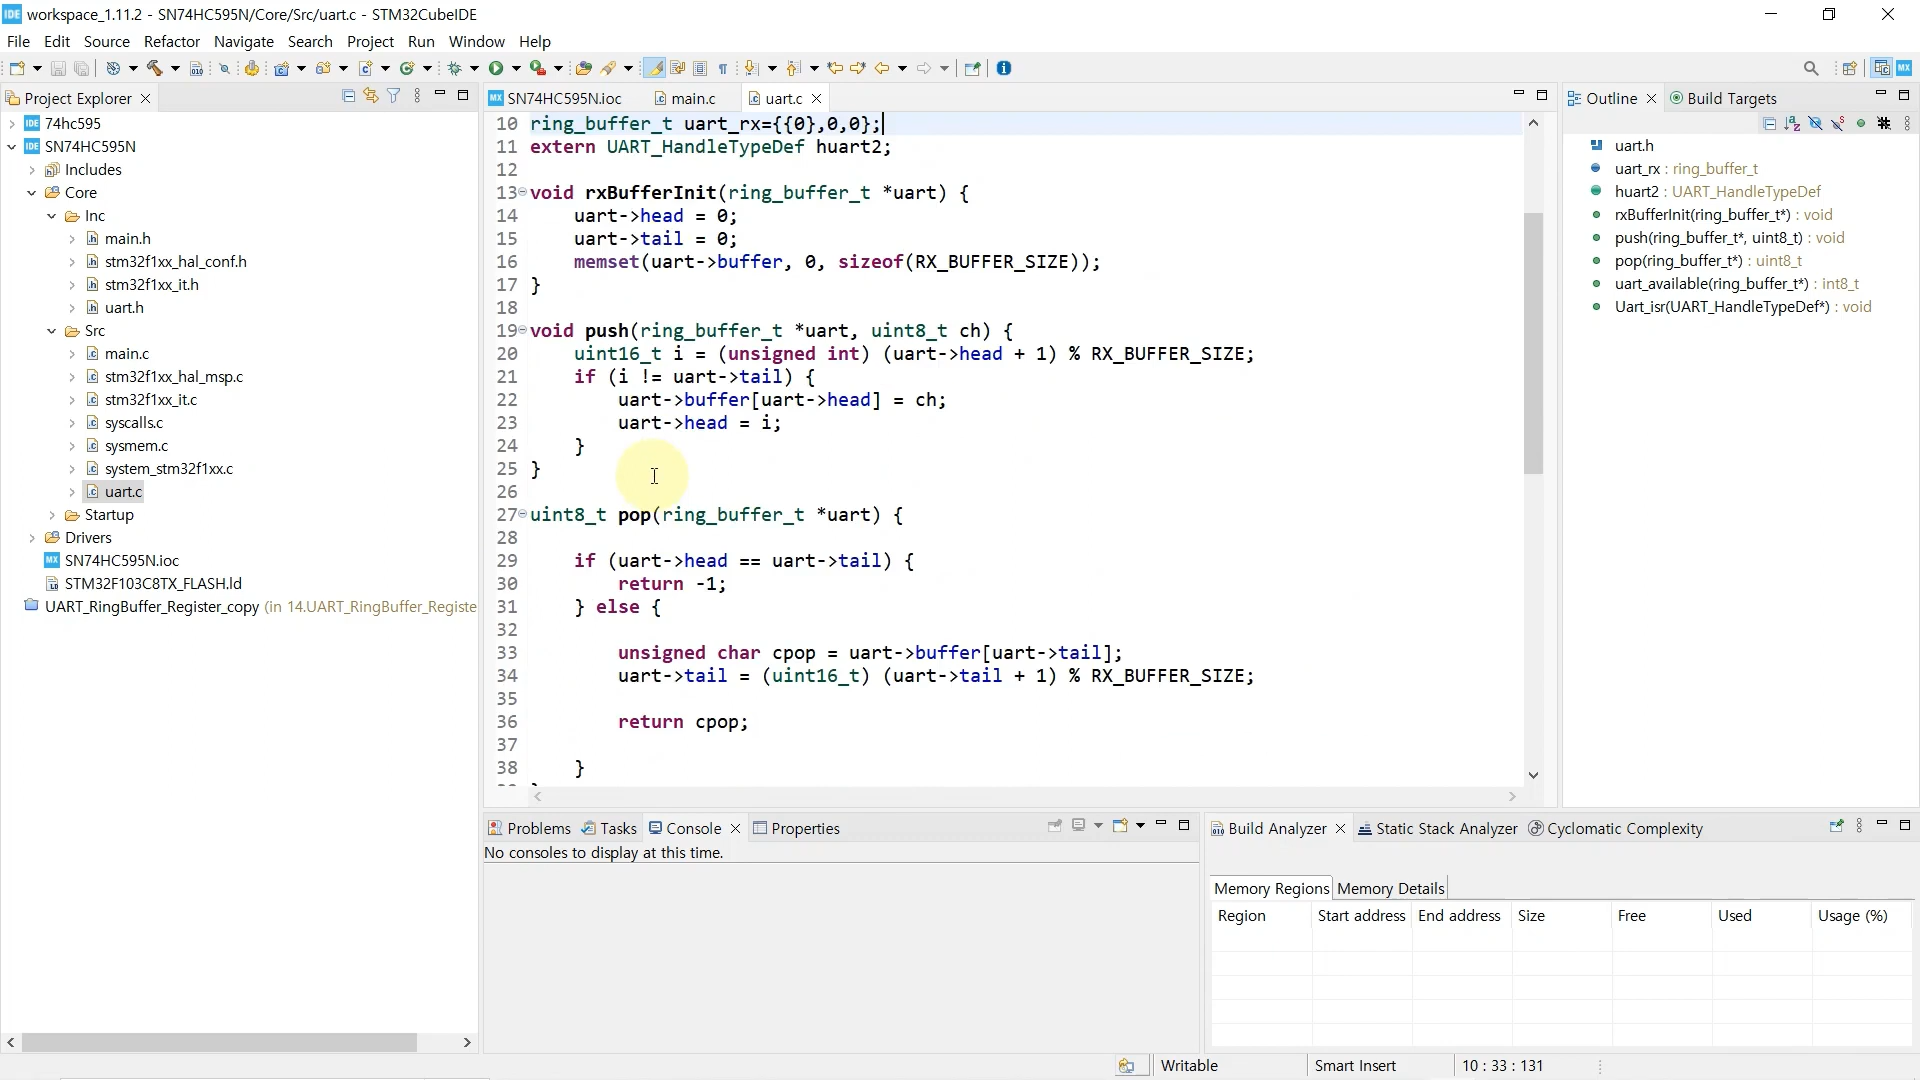 workspace_1.11.2 - SN74HC595N/Core/Src/uart.c - STM32CubeIDE
File Edit Source Refactor Navigate Search Project Run Window Help
Project Explorer
74hc595
SN74HC595N
Includes
Core
Inc
main.h
stm32f1xx_hal_conf.h
stm32f1xx_it.h
uart.h
Src
main.c
stm32f1xx_hal_msp.c
stm32f1xx_it.c
syscalls.c
sysmem.c
system_stm32f1xx.c
uart.c
Startup
Drivers
SN74HC595N.ioc
STM32F103C8TX_FLASH.ld
UART_RingBuffer_Register_copy (in 14.UART_RingBuffer_Registe
SN74HC595N.ioc main.c uart.c
10 ring_buffer_t uart_rx={{0},0,0};
11 extern UART_HandleTypeDef huart2;
12
13 void rxBufferInit(ring_buffer_t *uart) {
14 uart->head = 0;
15 uart->tail = 0;
16 memset(uart->buffer, 0, sizeof(RX_BUFFER_SIZE));
17 }
18
19 void push(ring_buffer_t *uart, uint8_t ch) {
20 uint16_t i = (unsigned int) (uart->head + 1) % RX_BUFFER_SIZE;
21 if (i != uart->tail) {
22 uart->buffer[uart->head] = ch;
23 uart->head = i;
24 }
25 }
26
27 uint8_t pop(ring_buffer_t *uart) {
28
29 if (uart->head == uart->tail) {
30 return -1;
31 } else {
32
33 unsigned char cpop = uart->buffer[uart->tail];
34 uart->tail = (uint16_t) (uart->tail + 1) % RX_BUFFER_SIZE;
35
36 return cpop;
37
38 }
Outline Build Targets
uart.h
uart_rx : ring_buffer_t
huart2 : UART_HandleTypeDef
rxBufferInit(ring_buffer_t*) : void
push(ring_buffer_t*, uint8_t) : void
pop(ring_buffer_t*) : uint8_t
uart_available(ring_buffer_t*) : int8_t
Uart_isr(UART_HandleTypeDef*) : void
Problems Tasks Console Properties
No consoles to display at this time.
Build Analyzer Static Stack Analyzer Cyclomatic Complexity
Memory Regions Memory Details
Region Start address End address Size Free Used Usage (%)
Writable Smart Insert 10 : 33 : 131